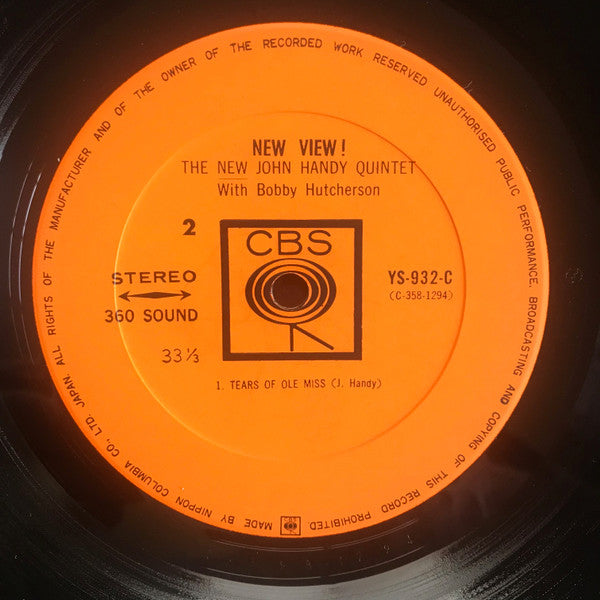 NEW VIEW!
THE NEW JOHN HANDY QUINTET
With Bobby Hutcherson
2
CBS
STEREO
360 SOUND
33⅓
YS-932-C
(C-358-1294)
1. TEARS OF OLE MISS (J. Handy)
MADE BY NIPPON COLUMBIA CO., LTD. JAPAN. ALL RIGHTS OF THE MANUFACTURER AND OF THE OWNER OF THE RECORDED WORK RESERVED UNAUTHORISED PUBLIC PERFORMANCE, BROADCASTING AND COPYING OF THIS RECORD PROHIBITED